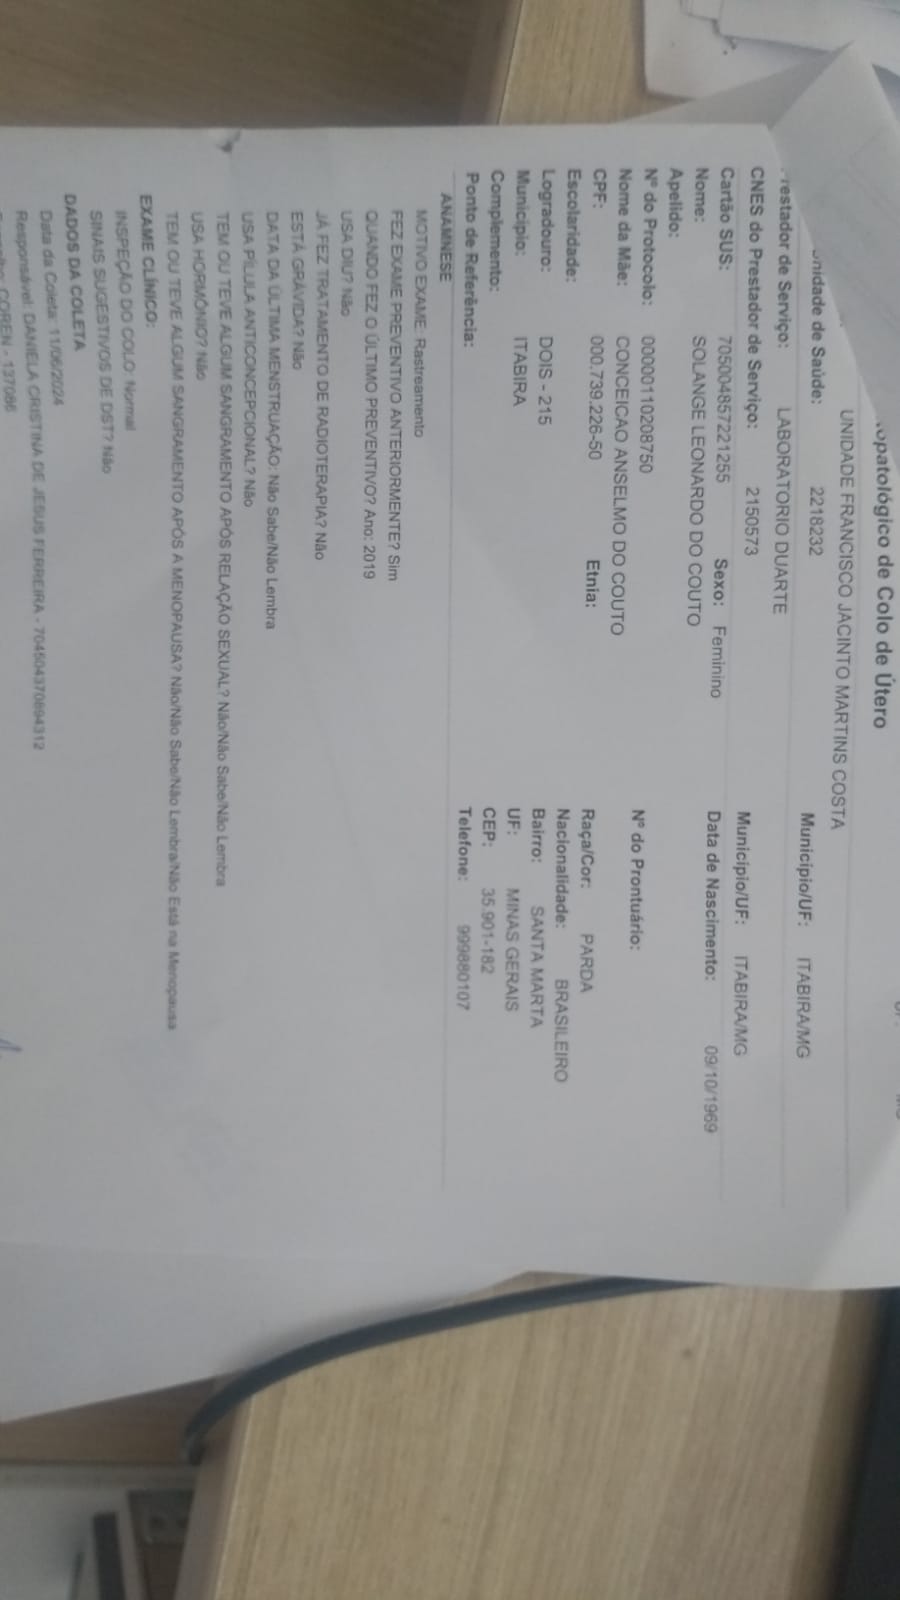 de Colo de Útero
UNIDADE FRANCISCO JACINTO MARTINS COSTA
de Saúde: 2218232 Município/UF: ITABIRA/MG
de Serviço: LABORATORIO DUARTE
CNES do Prestador de Serviço: 2150573 Município/UF: ITABIRA/MG
Cartão SUS: 705004857221255 Sexo: Feminino Data de Nascimento: 09/10/1969
Nome: SOLANGE LEONARDO DO COUTO
Apelido:
Nº do Protocolo: 00000110208750 Nº do Prontuário:
Nome da Mãe: CONCEICAO ANSELMO DO COUTO
CPF: 000.739.226-50 Etnia: Raça/Cor: PARDA
Escolaridade: Nacionalidade: BRASILEIRO
Logradouro: DOIS - 215 Bairro: SANTA MARTA
Município: ITABIRA UF: MINAS GERAIS
Complemento: CEP: 35.901-182
Ponto de Referência: Telefone: 999880107
ANAMNESE
MOTIVO EXAME: Rastreamento
FEZ EXAME PREVENTIVO ANTERIORMENTE? Sim
QUANDO FEZ O ÚLTIMO PREVENTIVO? Ano: 2019
USA DIU? Não
JÁ FEZ TRATAMENTO DE RADIOTERAPIA? Não
ESTÁ GRÁVIDA? Não
DATA DA ÚLTIMA MENSTRUAÇÃO: Não Sabe/Não Lembra
USA PÍLULA ANTICONCEPCIONAL? Não
TEM OU TEVE ALGUM SANGRAMENTO APÓS RELAÇÃO SEXUAL? Não/Não Sabe/Não Lembra
USA HORMÔNIO? Não
TEM OU TEVE ALGUM SANGRAMENTO APÓS A MENOPAUSA? Não/Não Sabe/Não Lembra/Não Está na Menopausa
EXAME CLÍNICO:
INSPEÇÃO DO COLO: Normal
SINAIS SUGESTIVOS DE DST? Não
DADOS DA COLETA
Data da Coleta: 11/06/2024
Responsável: DANIELA CRISTINA DE JESUS FERREIRA - 704504370894312
COREN - 137086